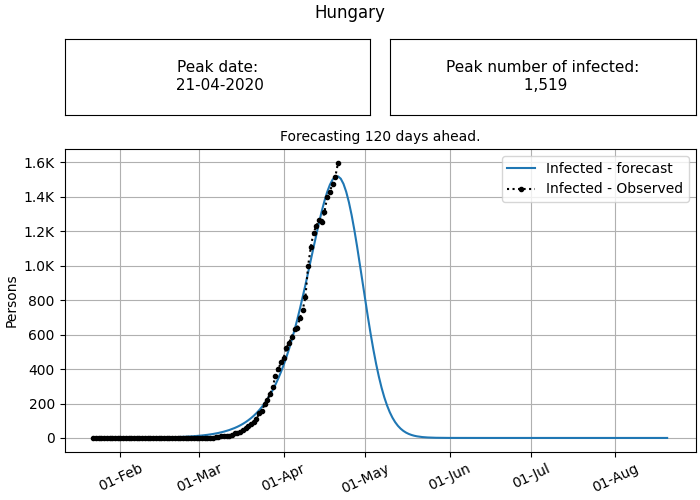 Hungary
Peak date:
21-04-2020
Peak number of infected:
1,519
Forecasting 120 days ahead.
Infected - forecast
Infected - Observed
Persons
1.6K
1.4K
1.2K
1.0K
800
600
400
200
0
01-Feb
01-Mar
01-Apr
01-May
01-Jun
01-Jul
01-Aug